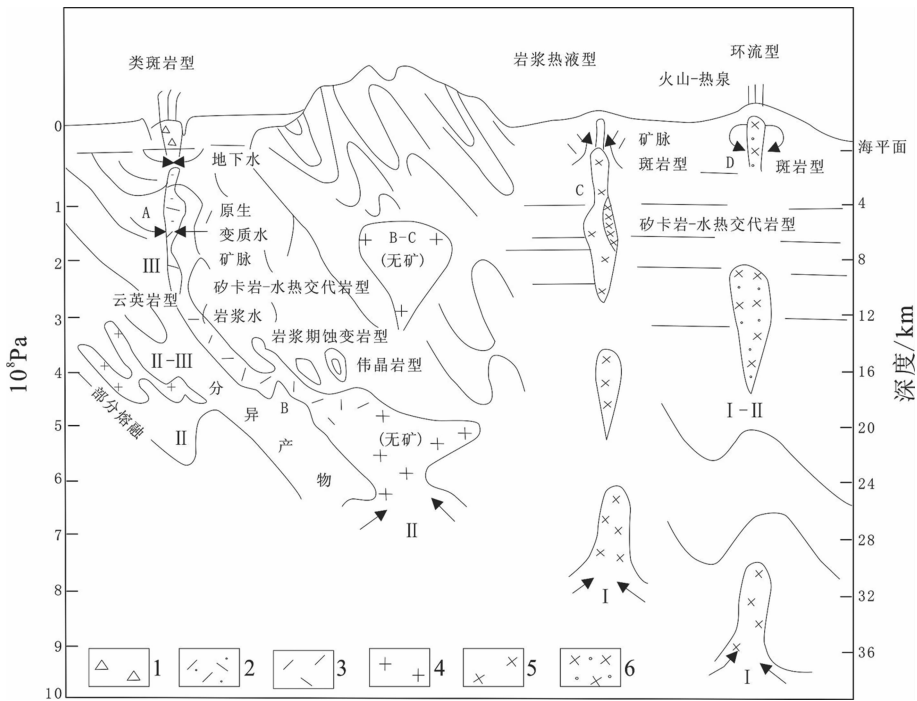 类斑岩型
岩浆热液型
环流型
火山-热泉
0
地下水
矿脉
斑岩型
D
斑岩型
海平面
1
A
原生
变质水
矿脉
C
B-C
(无矿)
4
矽卡岩-水热交代岩型
2
III
8
云英岩型
矽卡岩-水热交代岩型
岩浆水
3
12
岩浆期蚀变岩型
伟晶岩型
II-III
4
16
部分熔融
分
异
产
物
B
(无矿)
I-II
II
5
20
6
24
II
7
28
8
I
32
9
36
I
10
10⁸Pa
深度/km
1
2
3
4
5
6